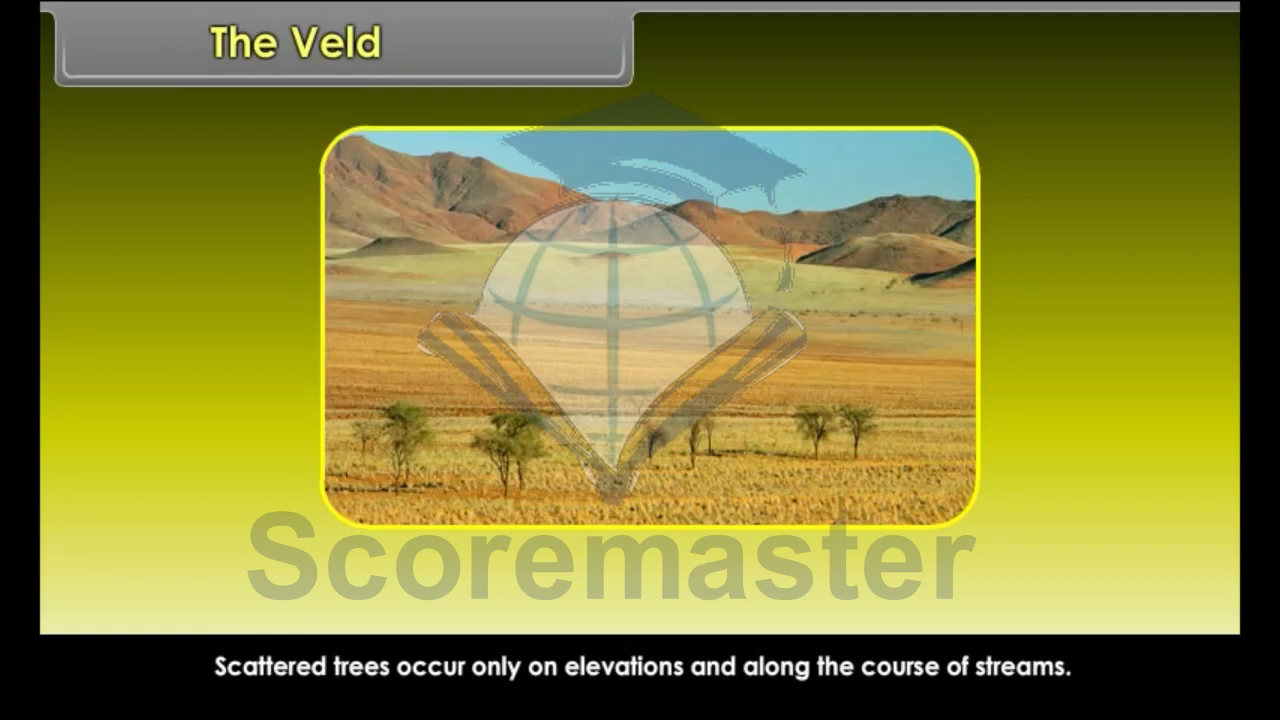 The Veld
Scoremaster
Scattered trees occur only on elevations and along the course of streams.